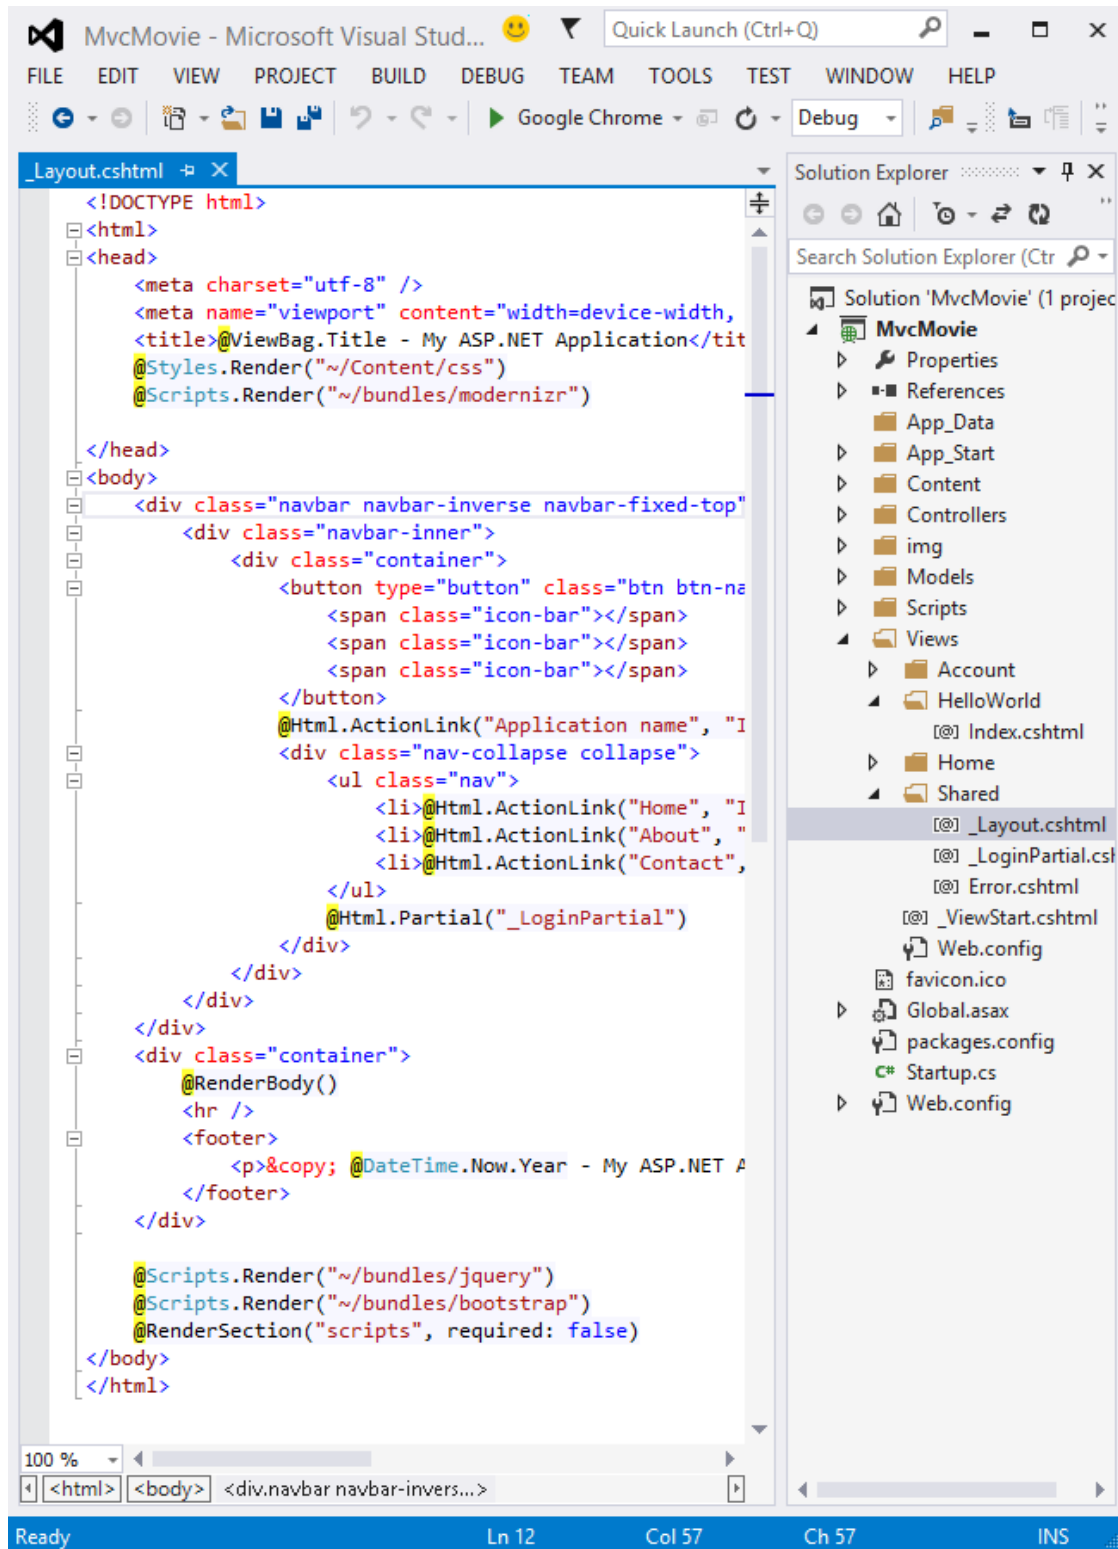 MvcMovie - Microsoft Visual Stud...
Quick Launch (Ctrl+Q)
FILE EDIT VIEW PROJECT BUILD DEBUG TEAM TOOLS TEST WINDOW HELP
Google Chrome Debug
_Layout.cshtml
<!DOCTYPE html>
<html>
<head>
<meta charset="utf-8" />
<meta name="viewport" content="width=device-width,
<title>@ViewBag.Title - My ASP.NET Application</tit
@Styles.Render("~/Content/css")
@Scripts.Render("~/bundles/modernizr")
</head>
<body>
<div class="navbar navbar-inverse navbar-fixed-top"
<div class="navbar-inner">
<div class="container">
<button type="button" class="btn btn-na
<span class="icon-bar"></span>
<span class="icon-bar"></span>
<span class="icon-bar"></span>
</button>
@Html.ActionLink("Application name", "I
<div class="nav-collapse collapse">
<ul class="nav">
<li>@Html.ActionLink("Home", "I
<li>@Html.ActionLink("About", "
<li>@Html.ActionLink("Contact",
</ul>
@Html.Partial("_LoginPartial")
</div>
</div>
</div>
</div>
<div class="container">
@RenderBody()
<hr />
<footer>
<p>&copy; @DateTime.Now.Year - My ASP.NET A
</footer>
</div>
@Scripts.Render("~/bundles/jquery")
@Scripts.Render("~/bundles/bootstrap")
@RenderSection("scripts", required: false)
</body>
</html>
100 %
<html> <body> <div.navbar navbar-invers...>
Solution Explorer
Search Solution Explorer (Ctr
Solution 'MvcMovie' (1 projec
MvcMovie
Properties
References
App_Data
App_Start
Content
Controllers
img
Models
Scripts
Views
Account
HelloWorld
[@] Index.cshtml
Home
Shared
[@] _Layout.cshtml
[@] _LoginPartial.csh
[@] Error.cshtml
[@] _ViewStart.cshtml
Web.config
favicon.ico
Global.asax
packages.config
C# Startup.cs
Web.config
Ready Ln 12 Col 57 Ch 57 INS